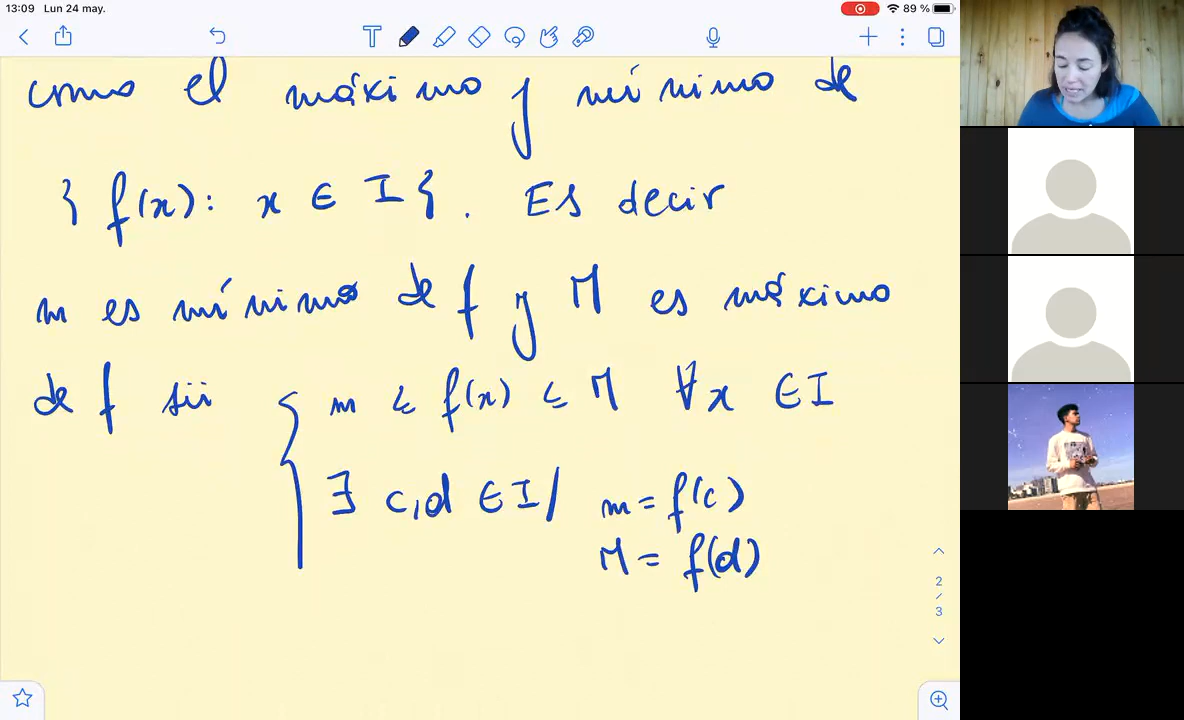 13:09 Lun 24 may. 89 %
como el máximo y mínimo de
{ f(x): x ∈ I }. Es decir
m es mínimo de f y M es máximo
de f sii { m ≤ f(x) ≤ M ∀x ∈ I
∃ c,d ∈ I / m = f(c)
M = f(d)
2
/
3